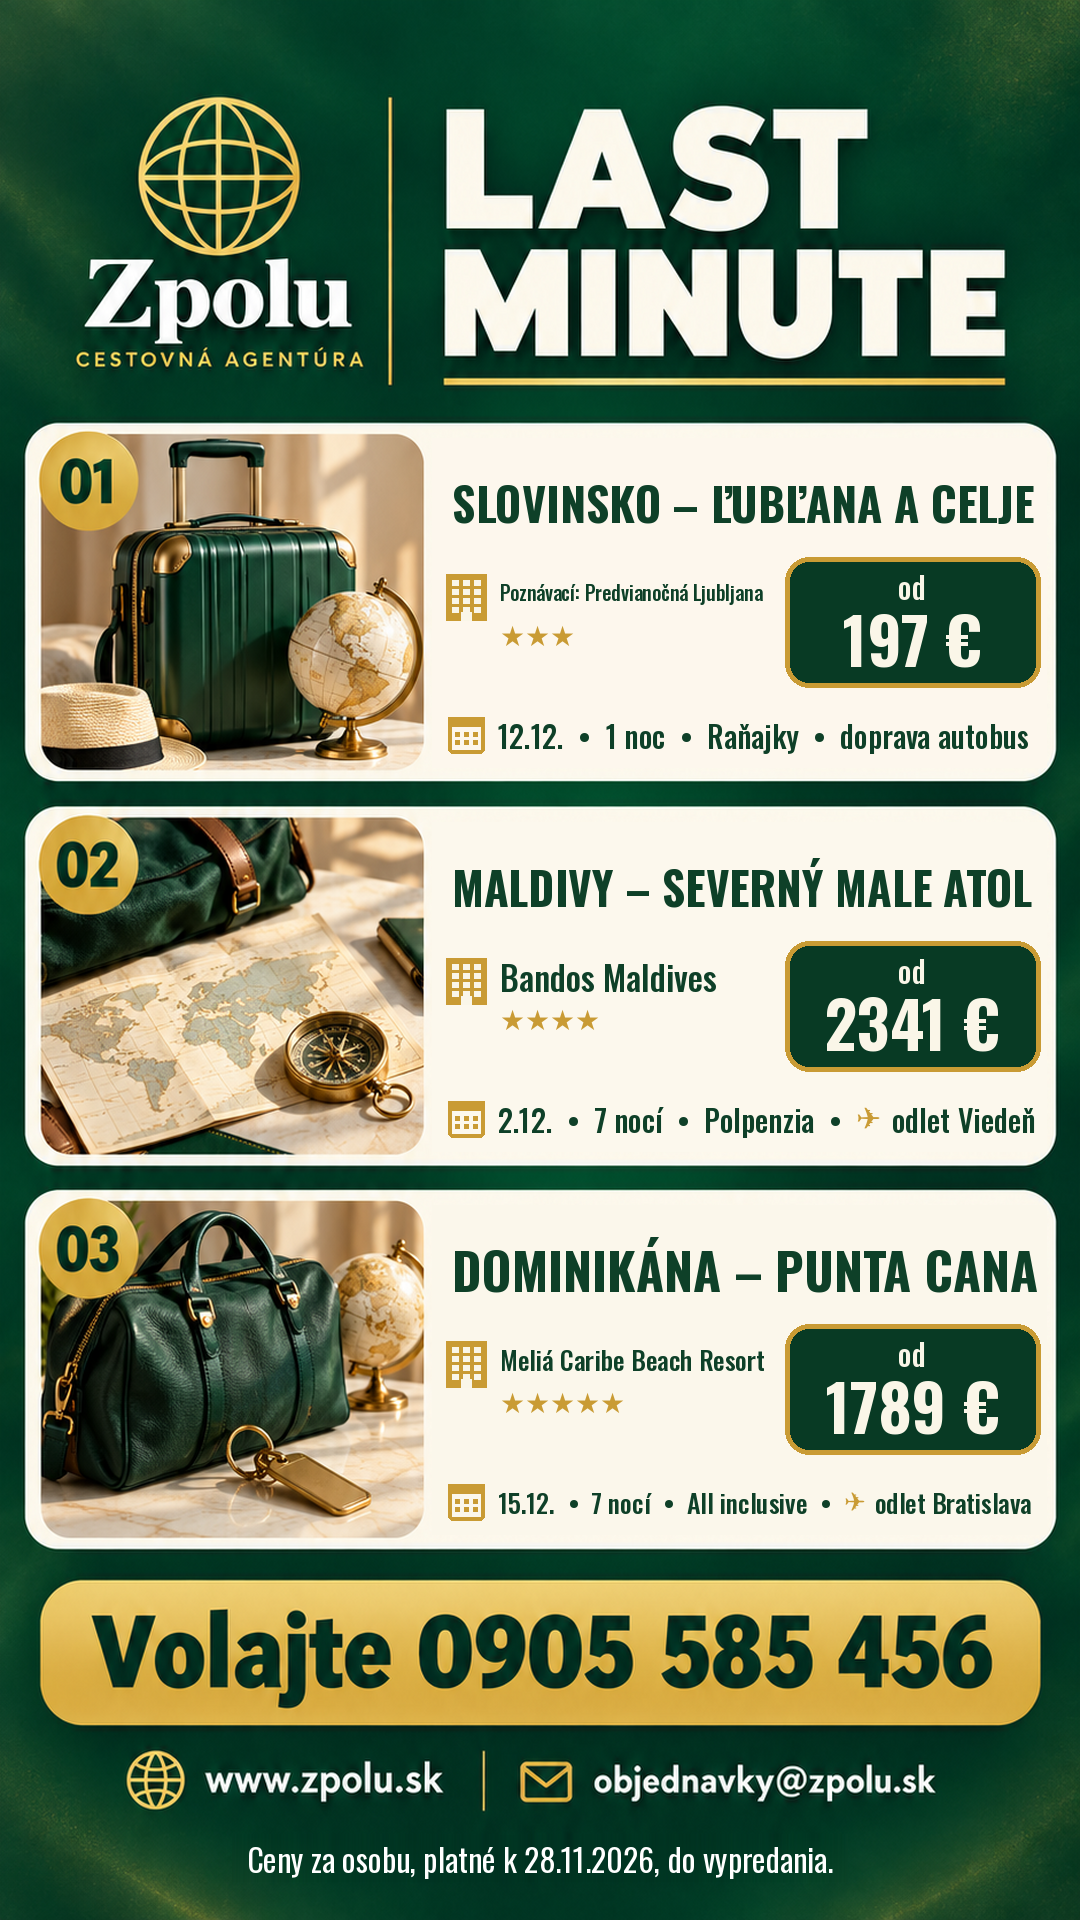 Zpolu
CESTOVNÁ AGENTÚRA
LAST
MINUTE
01
SLOVINSKO – ĽUBĽANA A CELJE
Poznávací: Predvianočná Ljubljana
★★★
od
197 €
12.12. • 1 noc • Raňajky • doprava autobus
02
MALDIVY – SEVERNÝ MALE ATOL
Bandos Maldives
★★★★
od
2341 €
2.12. • 7 nocí • Polpenzia • ✈ odlet Viedeň
03
DOMINIKÁNA – PUNTA CANA
Meliá Caribe Beach Resort
★★★★★
od
1789 €
15.12. • 7 nocí • All inclusive • ✈ odlet Bratislava
Volajte 0905 585 456
www.zpolu.sk
objednavky@zpolu.sk
Ceny za osobu, platné k 28.11.2026, do vypredania.